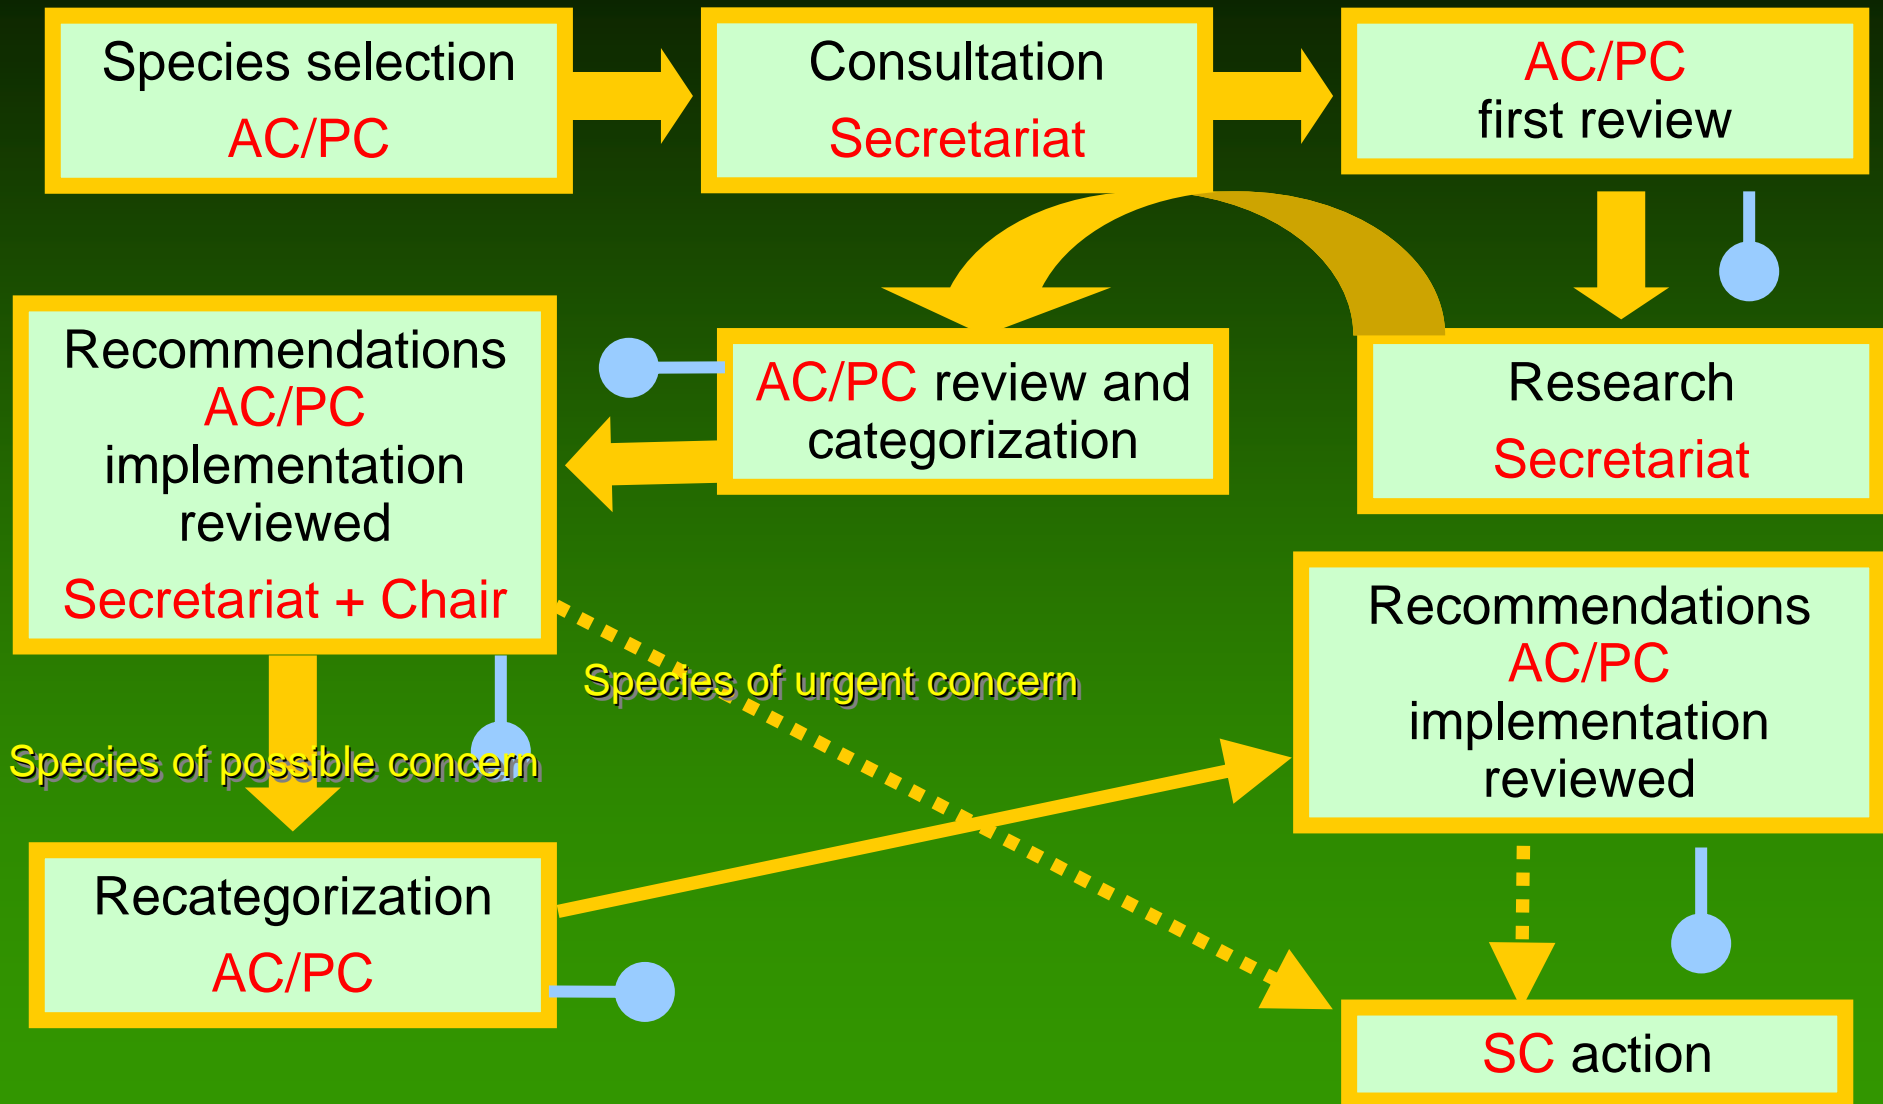 Species selection
AC/PC
Consultation
Secretariat
AC/PC
first review
Research
Secretariat
AC/PC review and
categorization
Recommendations
AC/PC
implementation
reviewed
Secretariat + Chair
Species of urgent concern
Species of possible concern
Recategorization
AC/PC
Recommendations
AC/PC
implementation
reviewed
SC action